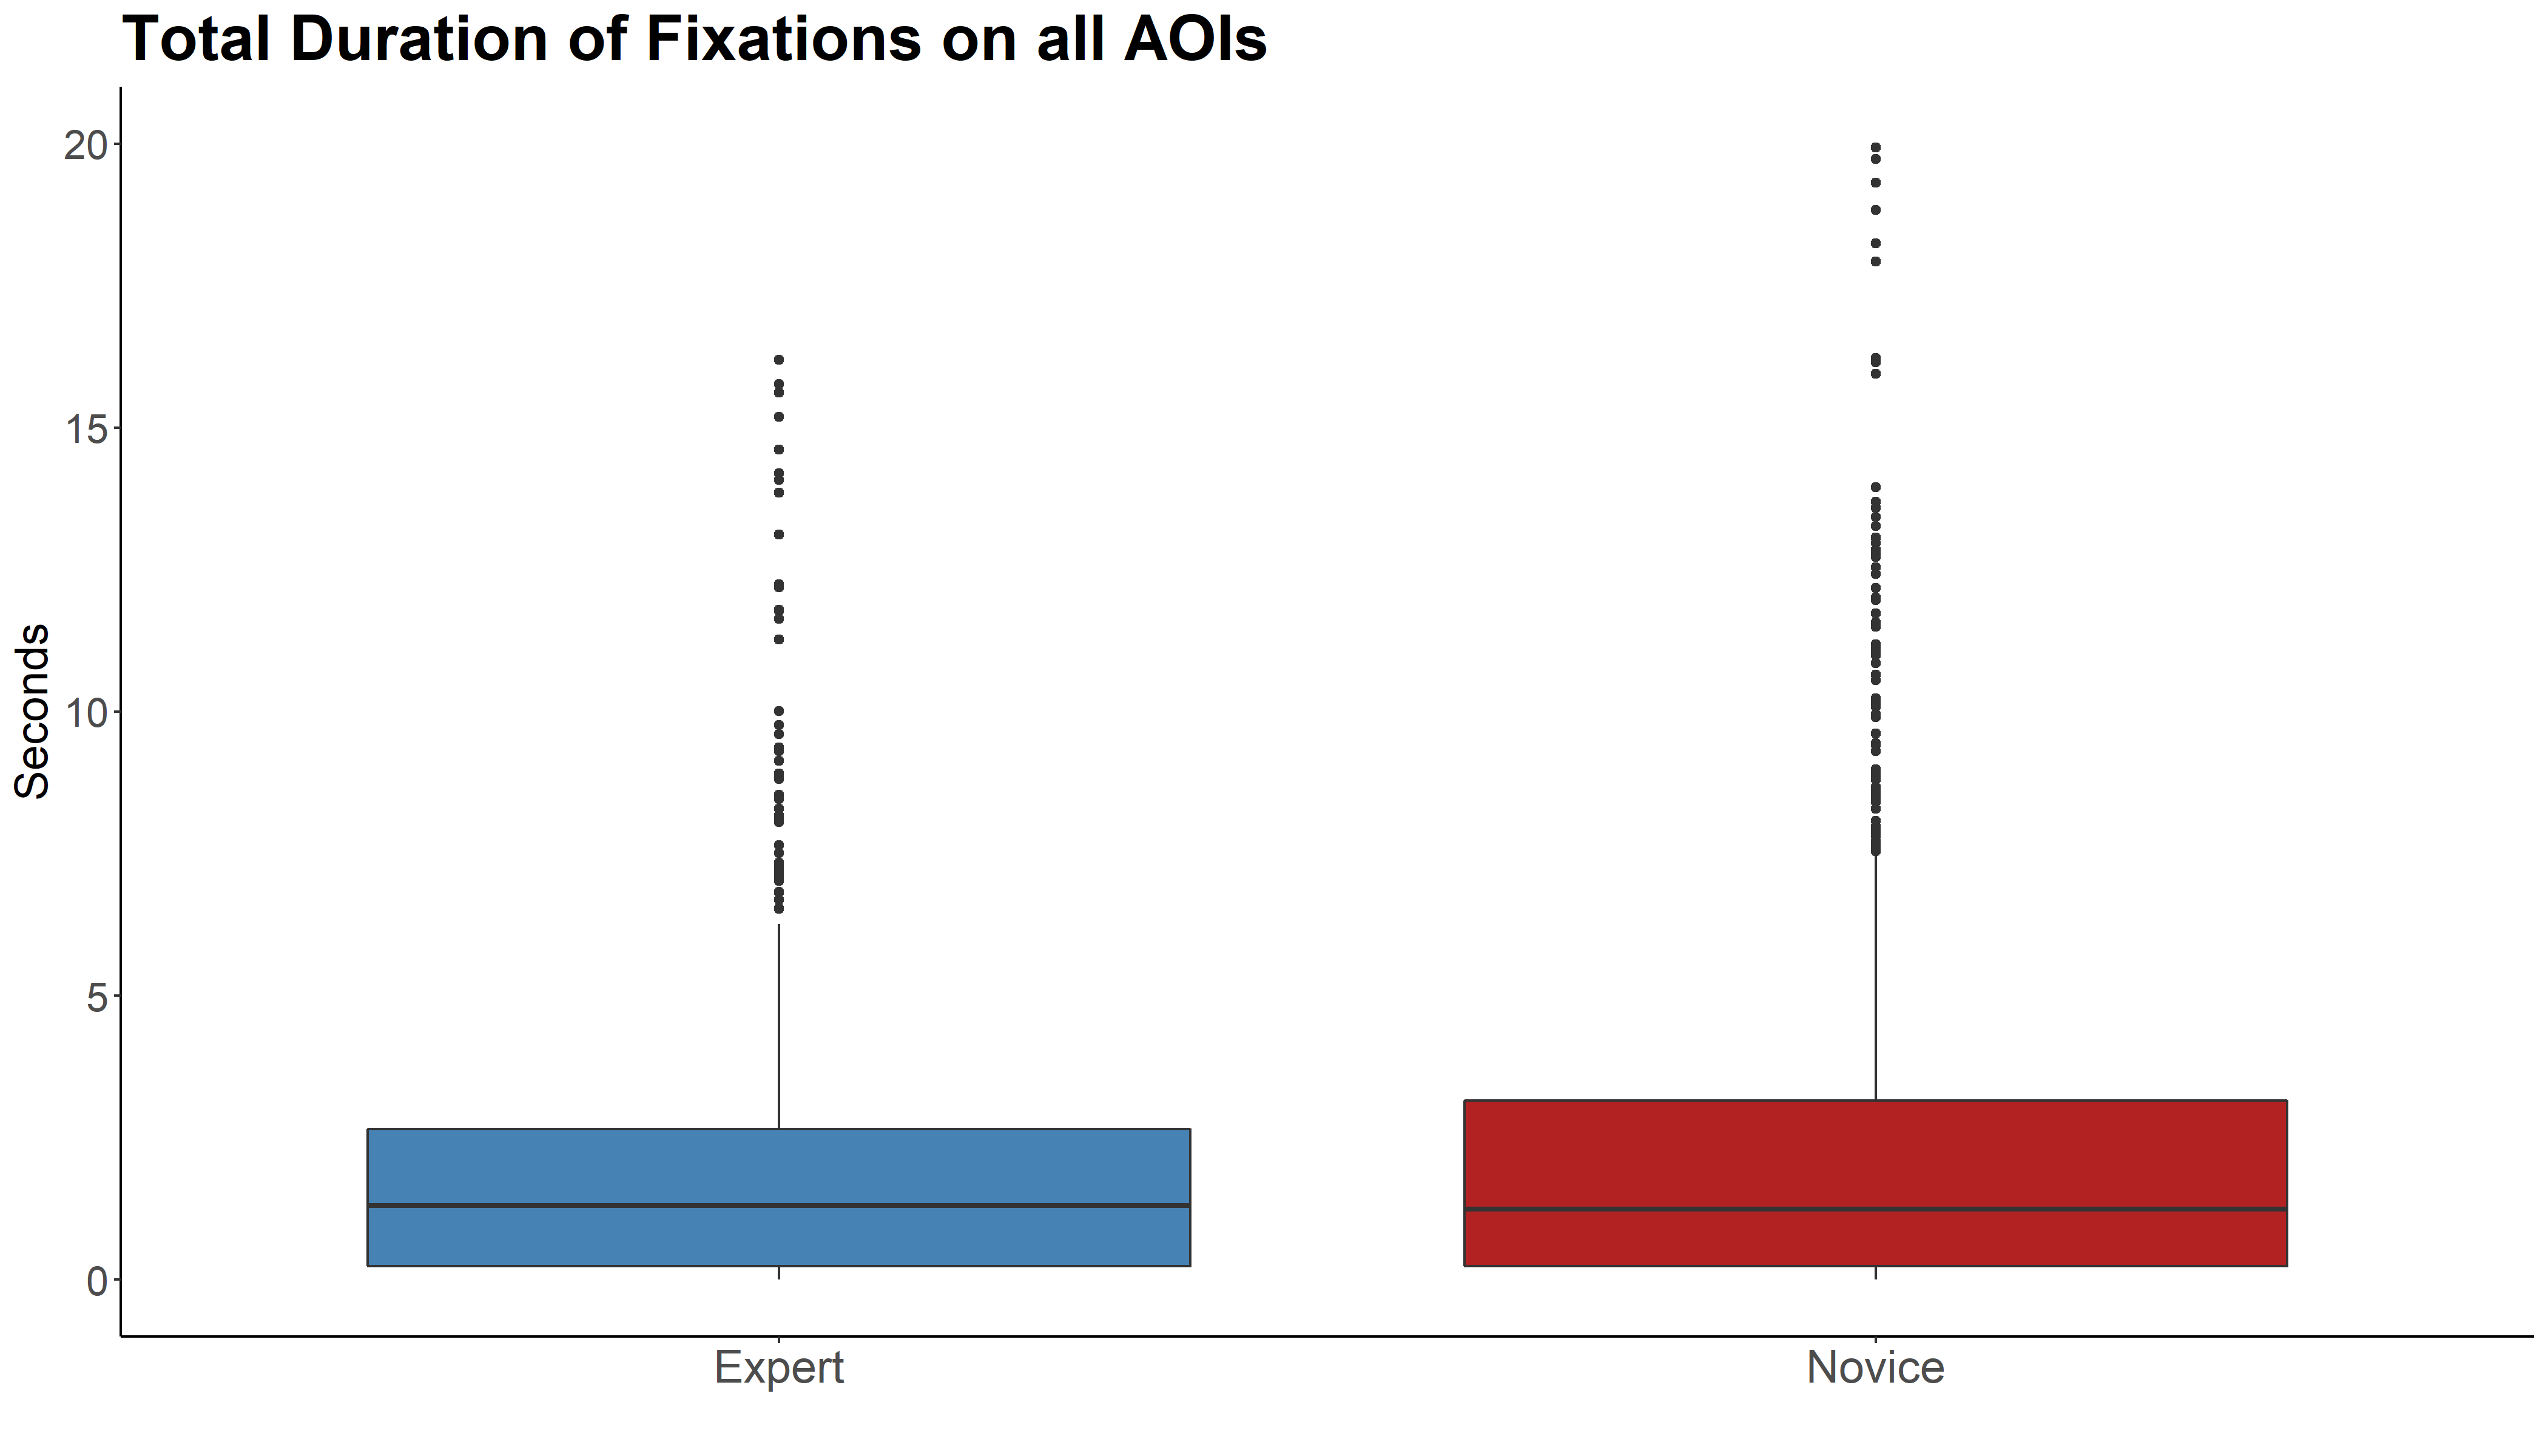 Total Duration of Fixations on all AOIs
20
15
10
5
0
Seconds
Expert
Novice